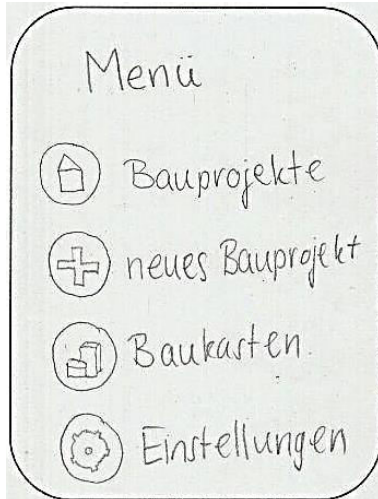 Menü
Bauprojekte
neues Bauprojekt
Baukasten
Einstellungen